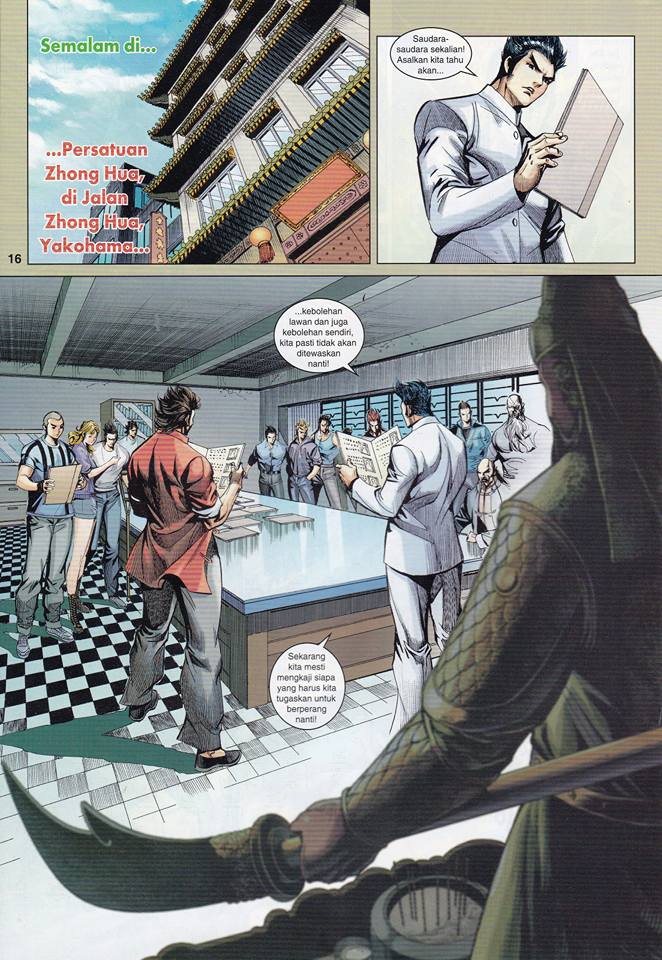 Semalam di...
...Persatuan
Zhong Hua,
di Jalan
Zhong Hua,
Yakohama...
Saudara-
saudara sekalian!
Asalkan kita tahu
akan...
16
...kebolehan
lawan dan juga
kebolehan sendiri,
kita pasti tidak akan
ditewaskan
nanti!
Sekarang
kita mesti
mengkaji siapa
yang harus kita
tugaskan untuk
berperang
nanti!